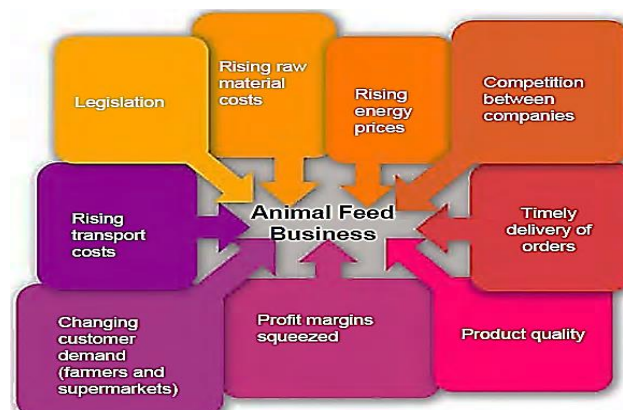 Legislation
Rising raw
material
costs
Rising
energy
prices
Competition
between
companies
Rising
transport
costs
Animal Feed
Business
Timely
delivery of
orders
Changing
customer
demand
(farmers and
supermarkets)
Profit margins
squeezed
Product quality